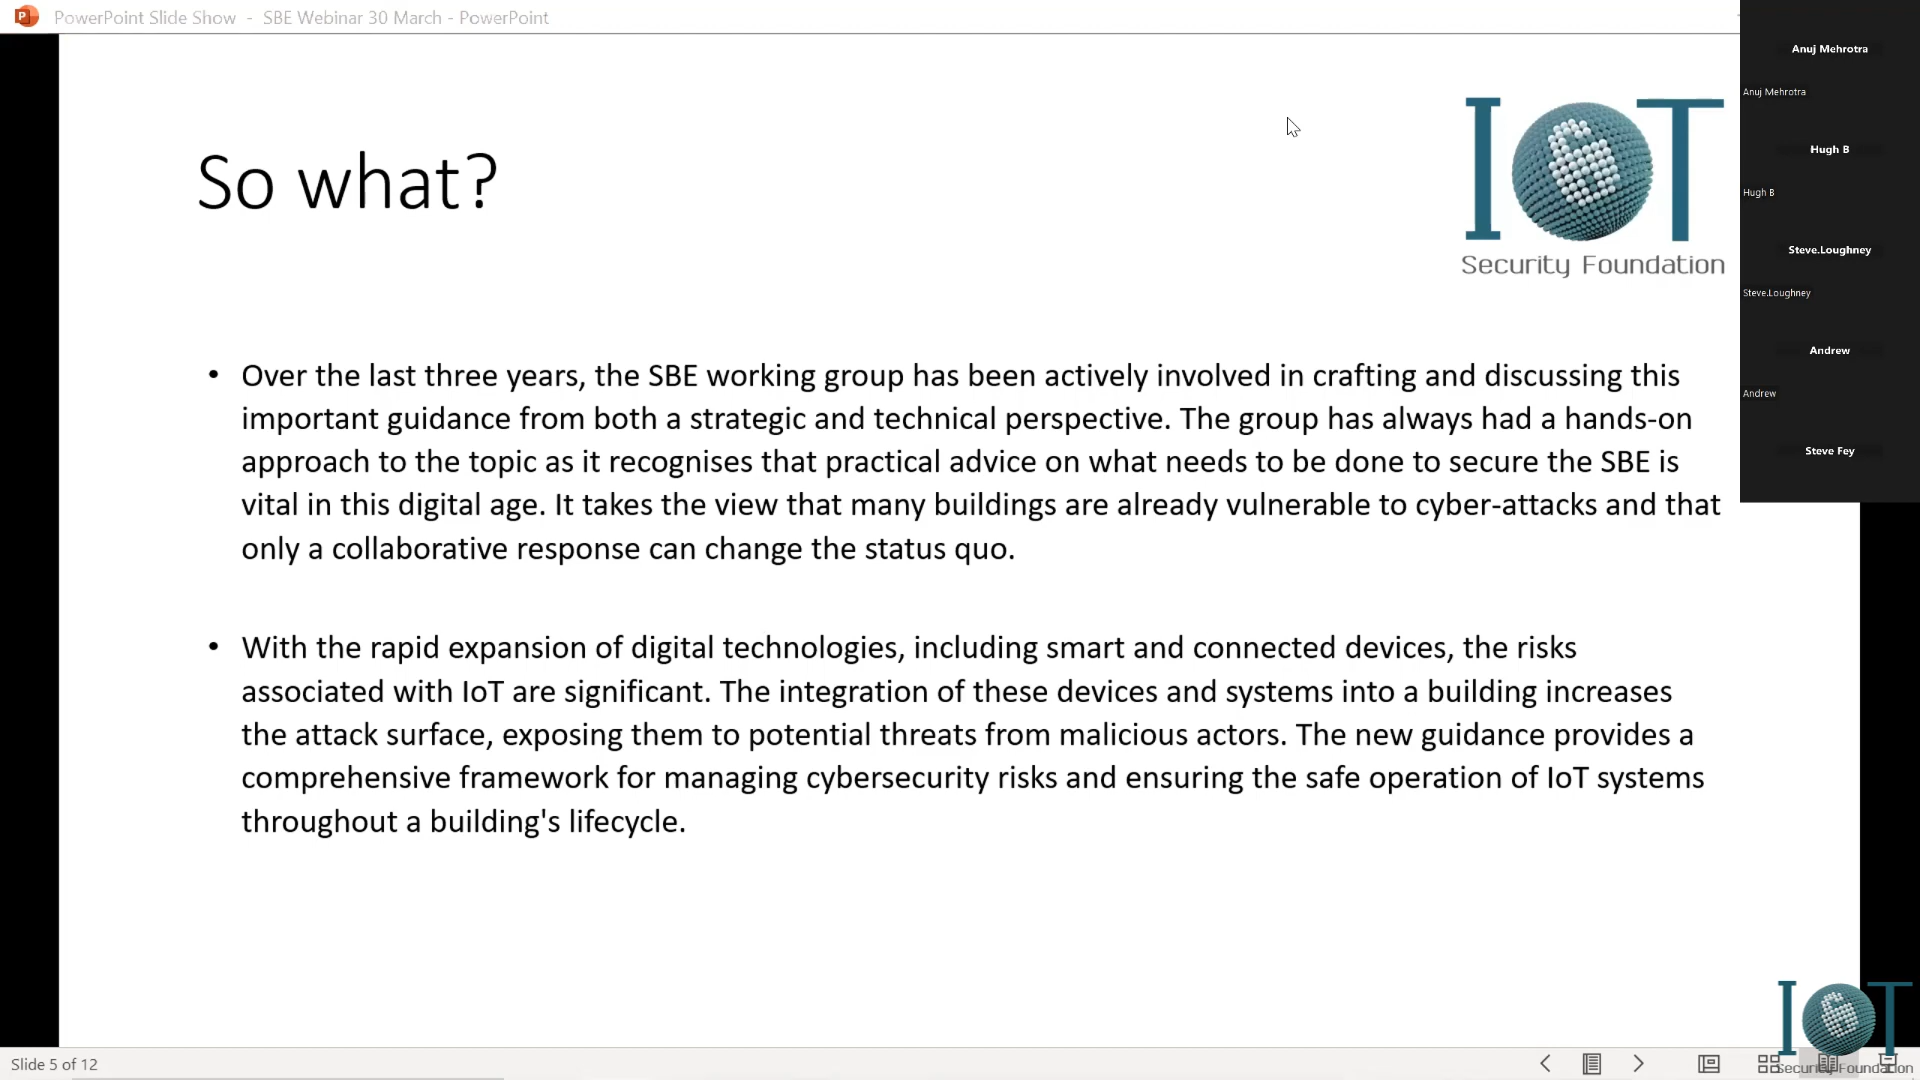 PowerPoint Slide Show - SBE Webinar 30 March - PowerPoint
So what?
IOT
Security Foundation
• Over the last three years, the SBE working group has been actively involved in crafting and discussing this
important guidance from both a strategic and technical perspective. The group has always had a hands-on
approach to the topic as it recognises that practical advice on what needs to be done to secure the SBE is
vital in this digital age. It takes the view that many buildings are already vulnerable to cyber-attacks and that
only a collaborative response can change the status quo.
• With the rapid expansion of digital technologies, including smart and connected devices, the risks
associated with IoT are significant. The integration of these devices and systems into a building increases
the attack surface, exposing them to potential threats from malicious actors. The new guidance provides a
comprehensive framework for managing cybersecurity risks and ensuring the safe operation of IoT systems
throughout a building's lifecycle.
Anuj Mehrotra
Anuj Mehrotra
Hugh B
Hugh B
Steve.Loughney
Steve.Loughney
Andrew
Andrew
Steve Fey
Slide 5 of 12
IOT
Security Foundation